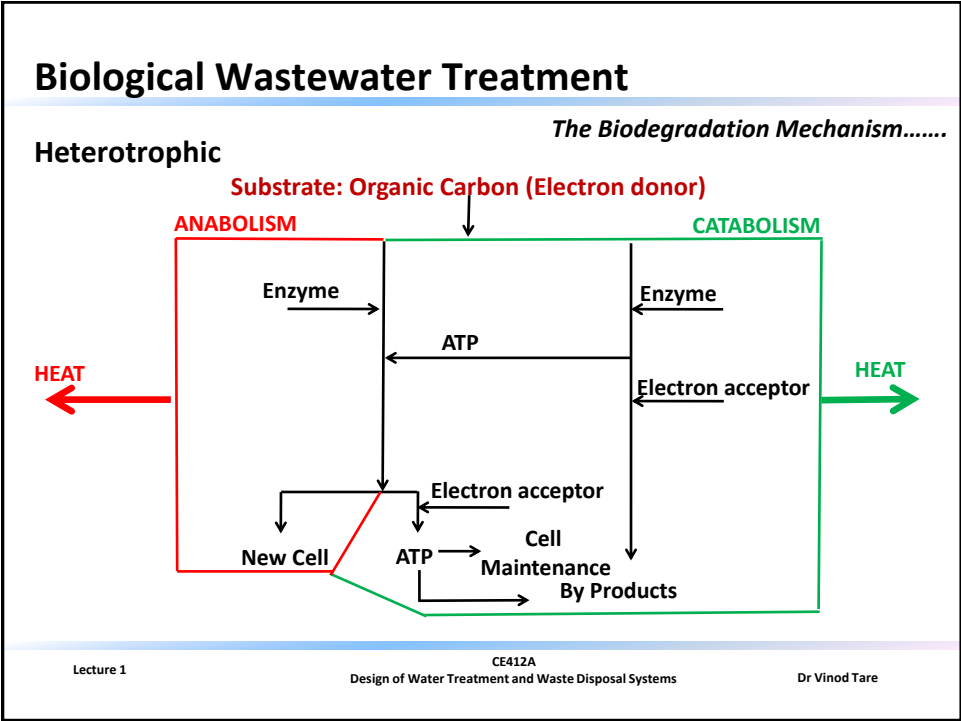 Biological Wastewater Treatment
The Biodegradation Mechanism.......
Heterotrophic
Substrate: Organic Carbon (Electron donor)
ANABOLISM
CATABOLISM
Enzyme
Enzyme
ATP
HEAT
HEAT
Electron acceptor
Electron acceptor
New Cell
ATP
Cell
Maintenance
By Products
Lecture 1
CE412A
Design of Water Treatment and Waste Disposal Systems
Dr Vinod Tare